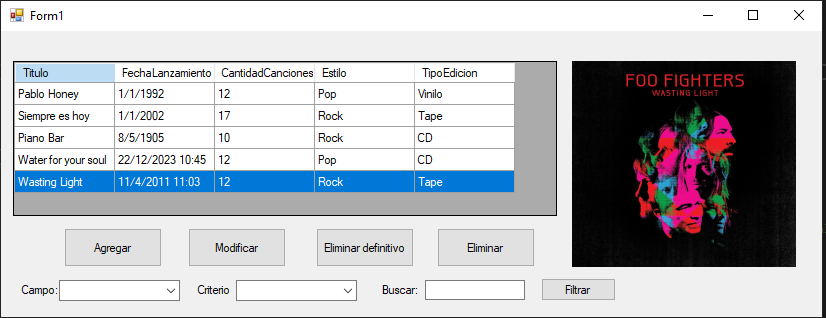 Form1
Titulo FechaLanzamiento CantidadCanciones Estilo TipoEdicion
Pablo Honey 1/1/1992 12 Pop Vinilo
Siempre es hoy 1/1/2002 17 Rock Tape
Piano Bar 8/5/1905 10 Rock CD
Water for your soul 22/12/2023 10:45 12 Pop CD
Wasting Light 11/4/2011 11:03 12 Rock Tape
FOO FIGHTERS
WASTING LIGHT
Agregar Modificar Eliminar definitivo Eliminar
Campo: Criterio Buscar: Filtrar